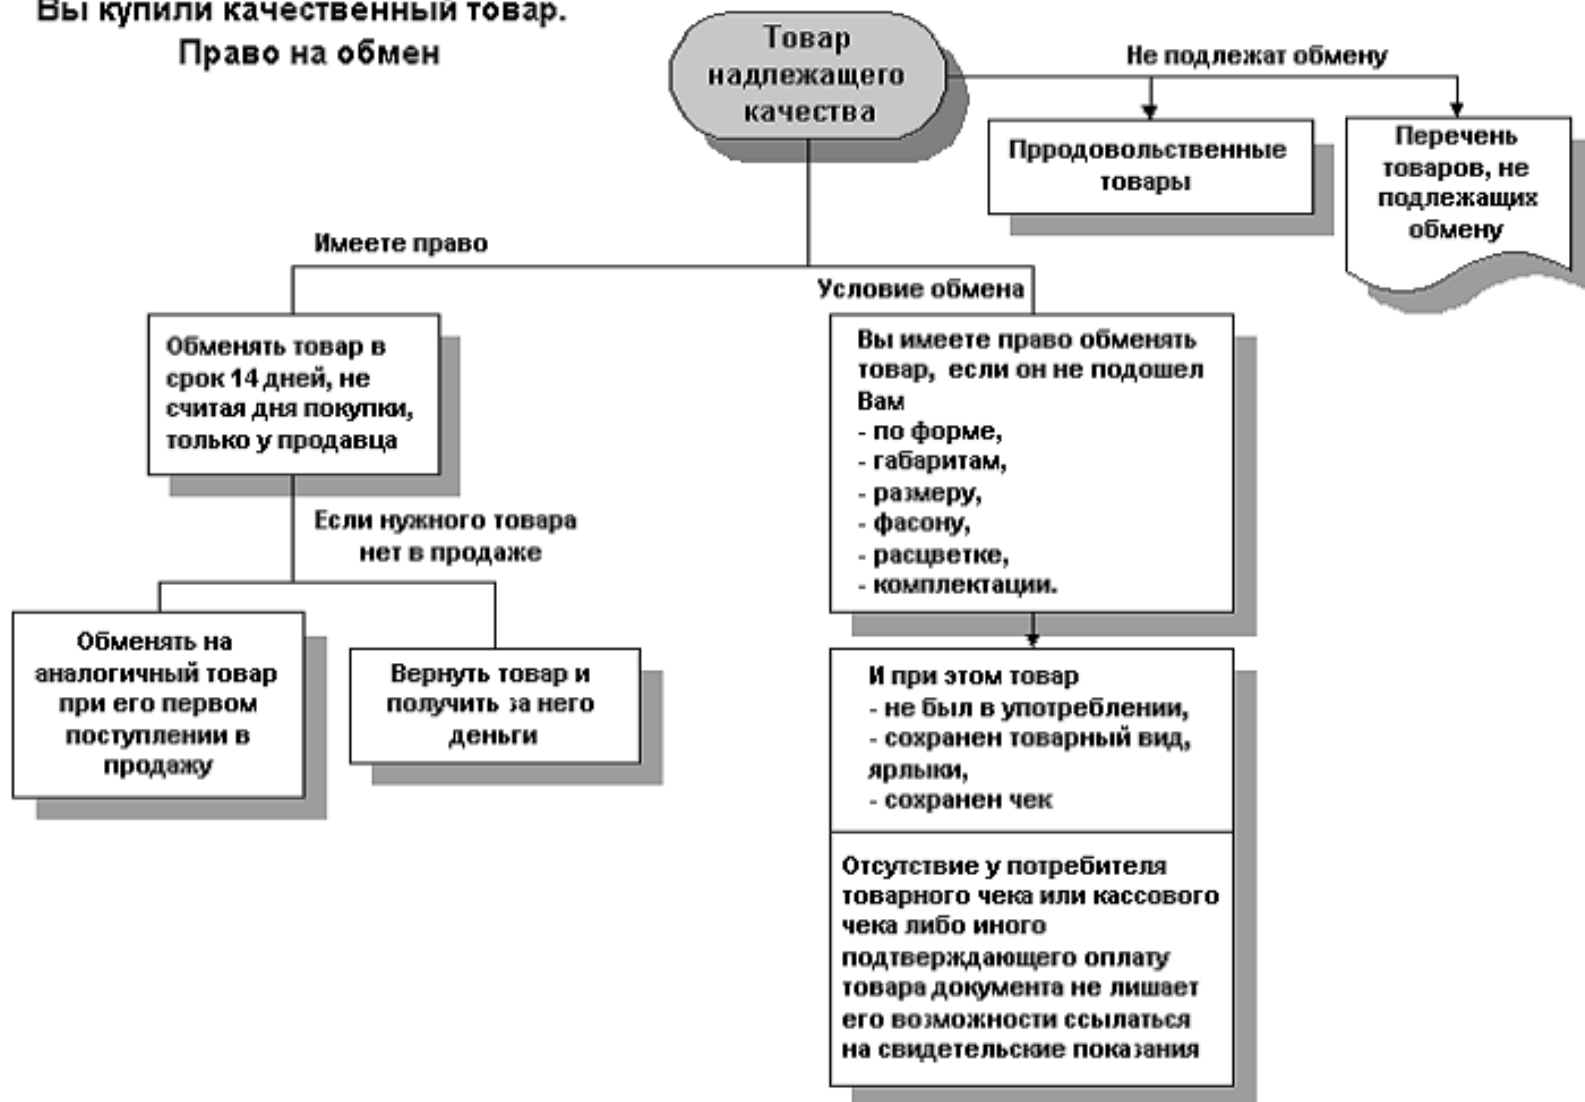 Вы купили качественный товар.
Право на обмен
Товар
надлежащего
качества
Не подлежат обмену
Прродовольственные
товары
Перечень
товаров, не
подлежащих
обмену
Имеете право
Условие обмена
Обменять товар в
срок 14 дней, не
считая дня покупки,
только у продавца
Вы имеете право обменять
товар, если он не подошел
Вам
- по форме,
- габаритам,
- размеру,
- фасону,
- расцветке,
- комплектации.
Если нужного товара
нет в продаже
Обменять на
аналогичный товар
при его первом
поступлении в
продажу
Вернуть товар и
получить за него
деньги
И при этом товар
- не был в употреблении,
- сохранен товарный вид,
ярлыки,
- сохранен чек
Отсутствие у потребителя
товарного чека или кассового
чека либо иного
подтверждающего оплату
товара документа не лишает
его возможности ссылаться
на свидетельские показания